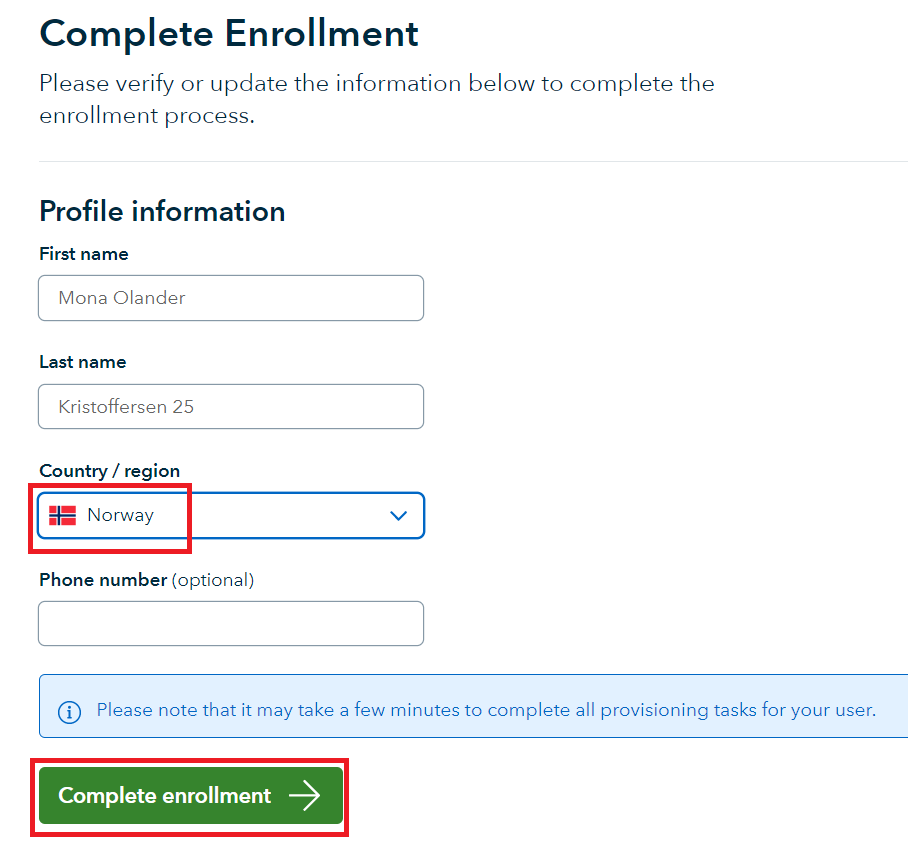 Complete Enrollment
Please verify or update the information below to complete the
enrollment process.
Profile information
First name
Mona Olander
Last name
Kristoffersen 25
Country / region
Norway
Phone number (optional)
Please note that it may take a few minutes to complete all provisioning tasks for your user.
Complete enrollment